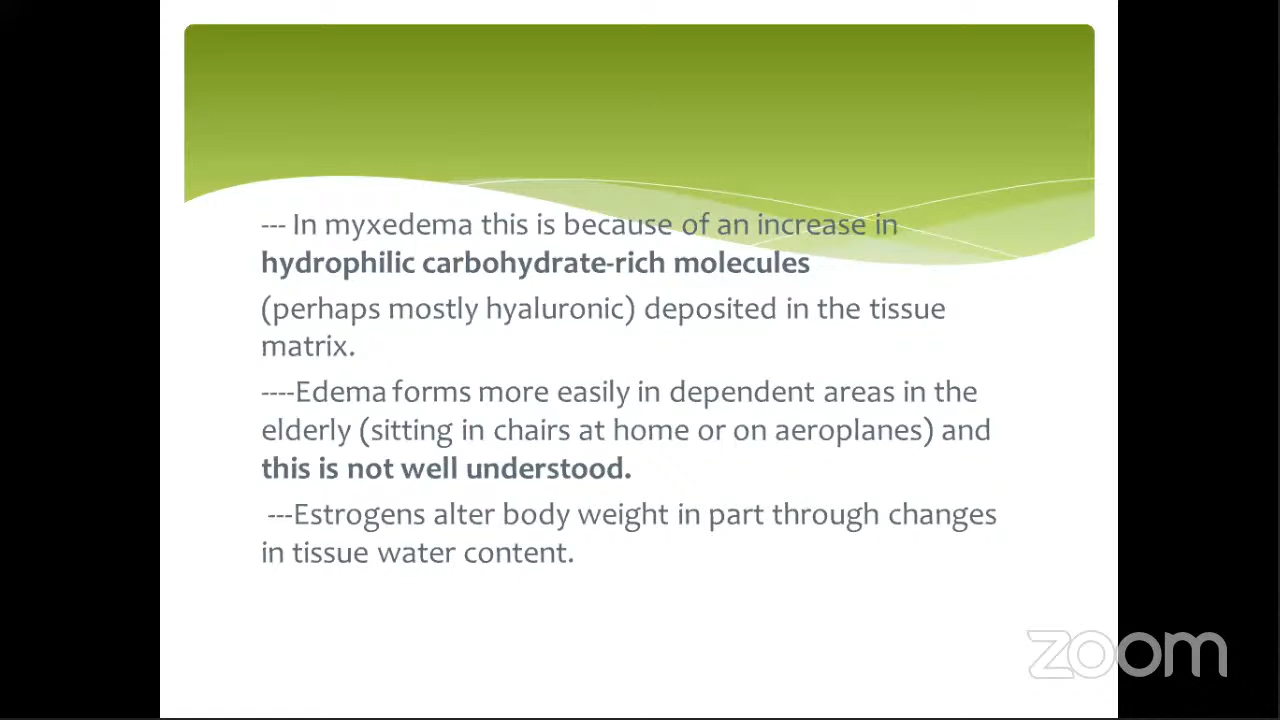 --- In myxedema this is because of an increase in
hydrophilic carbohydrate-rich molecules
(perhaps mostly hyaluronic) deposited in the tissue
matrix.
----Edema forms more easily in dependent areas in the
elderly (sitting in chairs at home or on aeroplanes) and
this is not well understood.
---Estrogens alter body weight in part through changes
in tissue water content.
zoom